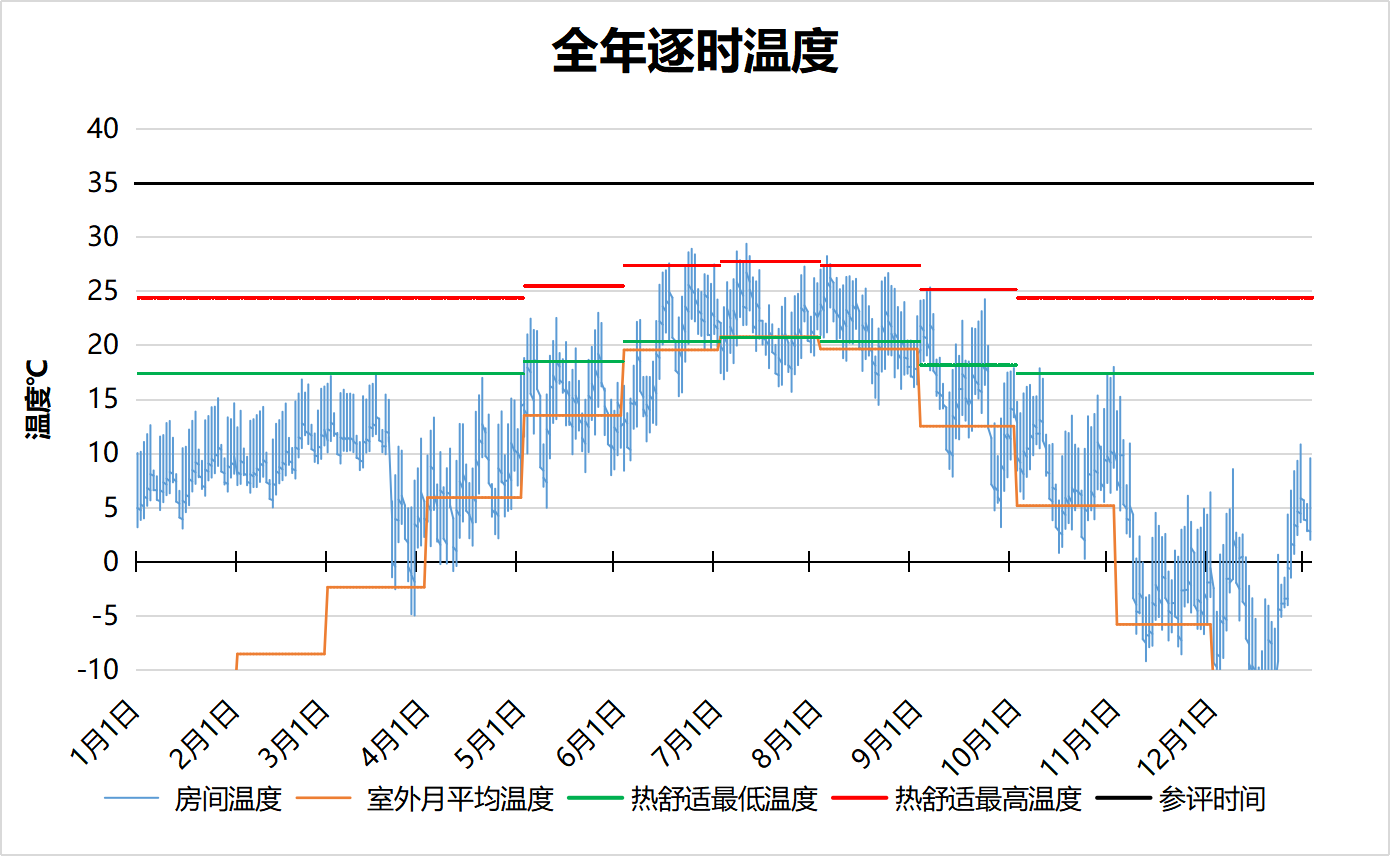 全年逐时温度
40
35
30
25
20
15
10
5
0
-5
-10
温度℃
1月1日
2月1日
3月1日
4月1日
5月1日
6月1日
7月1日
8月1日
9月1日
10月1日
11月1日
12月1日
房间温度 室外月平均温度 热舒适最低温度 热舒适最高温度 参评时间